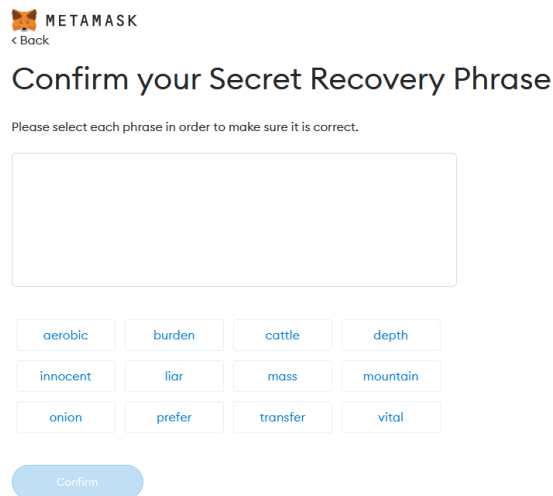 METAMASK
< Back
Confirm your Secret Recovery Phrase
Please select each phrase in order to make sure it is correct.
aerobic burden cattle depth
innocent liar mass mountain
onion prefer transfer vital
Confirm